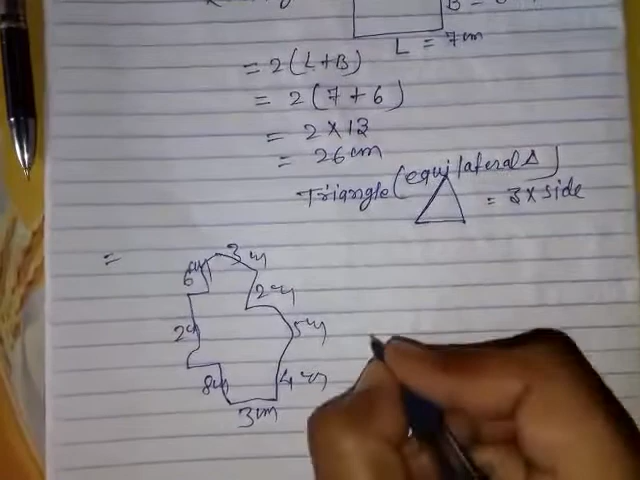 L = 7cm
= 2(L+B)
= 2(7+6)
= 2×13
= 26cm
Triangle (equilateral Δ) = 3 × side
=
3cm
6cm
2cm
2cm
5cm
8cm
4cm
3cm